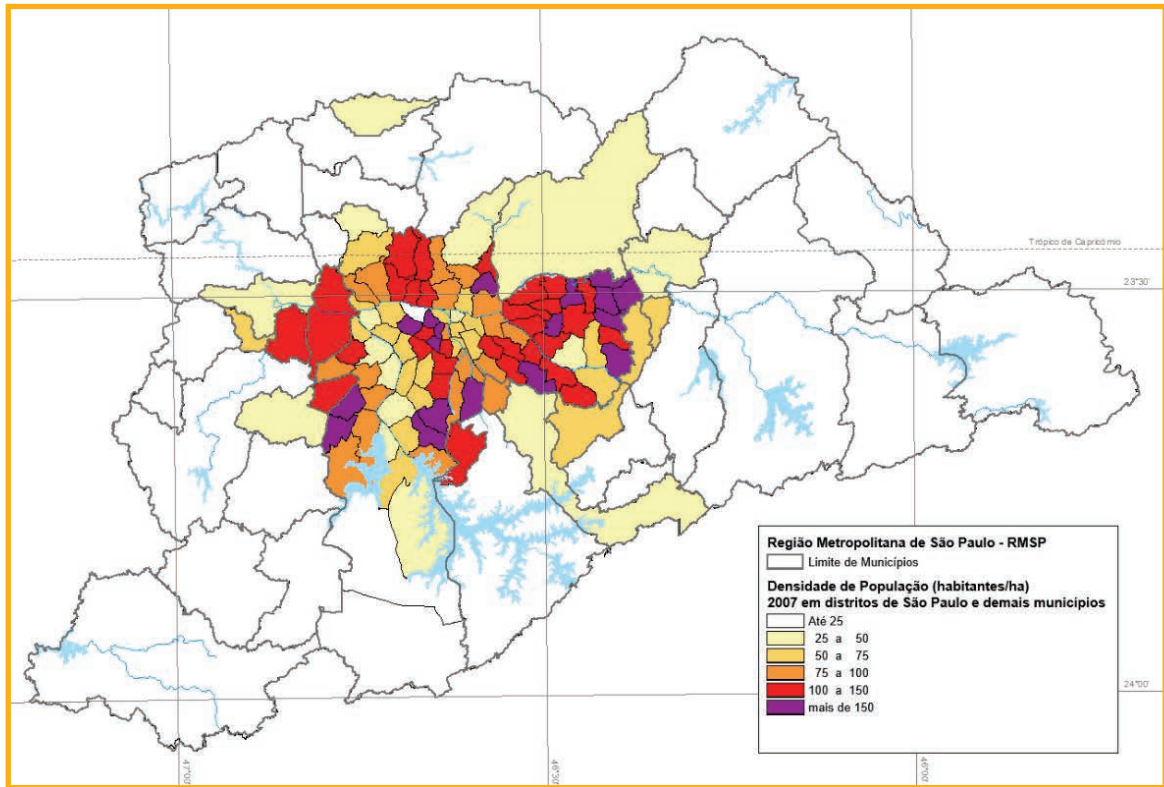 Trópico de Capricórnio
23°30'
Região Metropolitana de São Paulo - RMSP
Limite de Municípios
Densidade de População (habitantes/ha)
2007 em distritos de São Paulo e demais municípios
Até 25
25 a 50
50 a 75
75 a 100
100 a 150
mais de 150
24°00'
47°00'
46°30'
46°00'